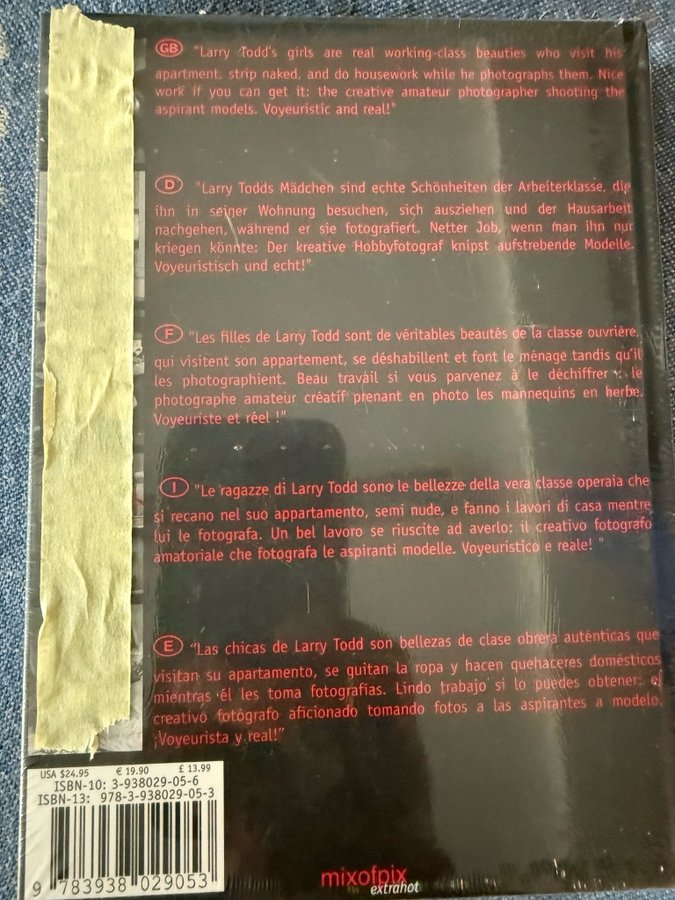 GB "Larry Todd's girls are real working-class beauties who visit his
apartment, strip naked, and do housework while he photographs them. Nice
work if you can get it; the creative amateur photographer shooting the
aspirant models. Voyeuristic and real!"
D "Larry Todds Mädchen sind echte Schönheiten der Arbeiterklasse, die
ihn in seiner Wohnung besuchen, sich ausziehen und der Hausarbeit
nachgehen, während er sie fotografiert. Netter Job, wenn man ihn nur
kriegen könnte: Der kreative Hobbyfotograf knipst aufstrebende Modelle.
Voyeuristisch und echt!"
F "Les filles de Larry Todd sont de véritables beautés de la classe ouvrière,
qui visitent son appartement, se déshabillent et font le ménage tandis qu'il
les photographient. Beau travail si vous parvenez à le déchiffrer : le
photographe amateur créatif prenant en photo les mannequins en herbe.
Voyeuriste et réel !"
I "Le ragazze di Larry Todd sono le bellezze della vera classe operaia che
si recano nel suo appartamento, semi nude, e fanno i lavori di casa mentre
lui le fotografa. Un bel lavoro se riuscite ad averlo: il creativo fotografo
amatoriale che fotografa le aspiranti modelle. Voyeuristico e reale! "
E "Las chicas de Larry Todd son bellezas de clase obrera auténticas que
visitan su apartamento, se quitan la ropa y hacen quehaceres domésticos
mientras él les toma fotografías. Lindo trabajo si lo puedes obtener: el
creativo fotógrafo aficionado tomando fotos a las aspirantes a modelo.
¡Voyeurista y real!"
USA $24.95 € 19.90 £ 13.99
ISBN-10: 3-938029-05-6
ISBN-13: 978-3-938029-05-3
9 783938 029053
mixofpix
extrahot